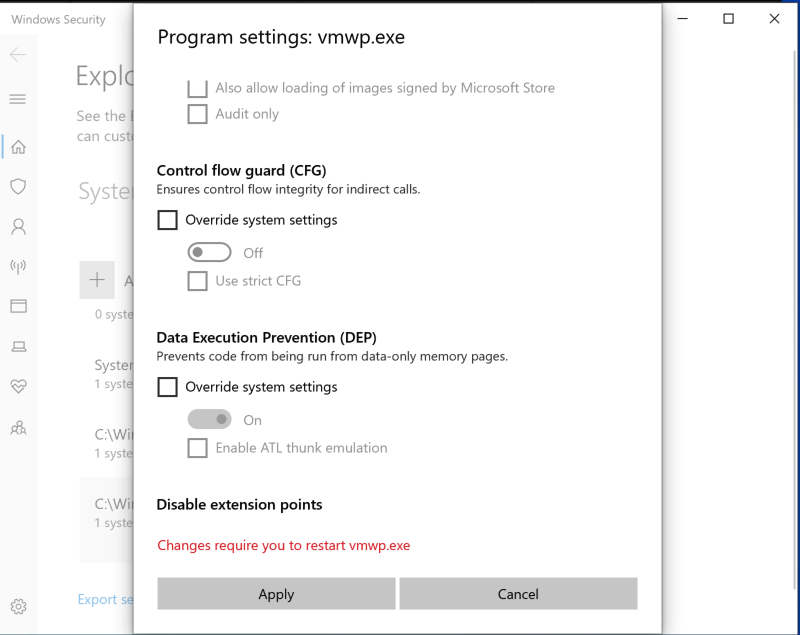 Windows Security
Program settings: vmwp.exe
Also allow loading of images signed by Microsoft Store
Audit only
Control flow guard (CFG)
Ensures control flow integrity for indirect calls.
Override system settings
Off
Use strict CFG
Data Execution Prevention (DEP)
Prevents code from being run from data-only memory pages.
Override system settings
On
Enable ATL thunk emulation
Disable extension points
Changes require you to restart vmwp.exe
Apply
Cancel
Explo
See the E
can custo
Syste
A
0 syste
System
1 syste
C:\Win
1 syste
C:\Win
1 syste
Export se